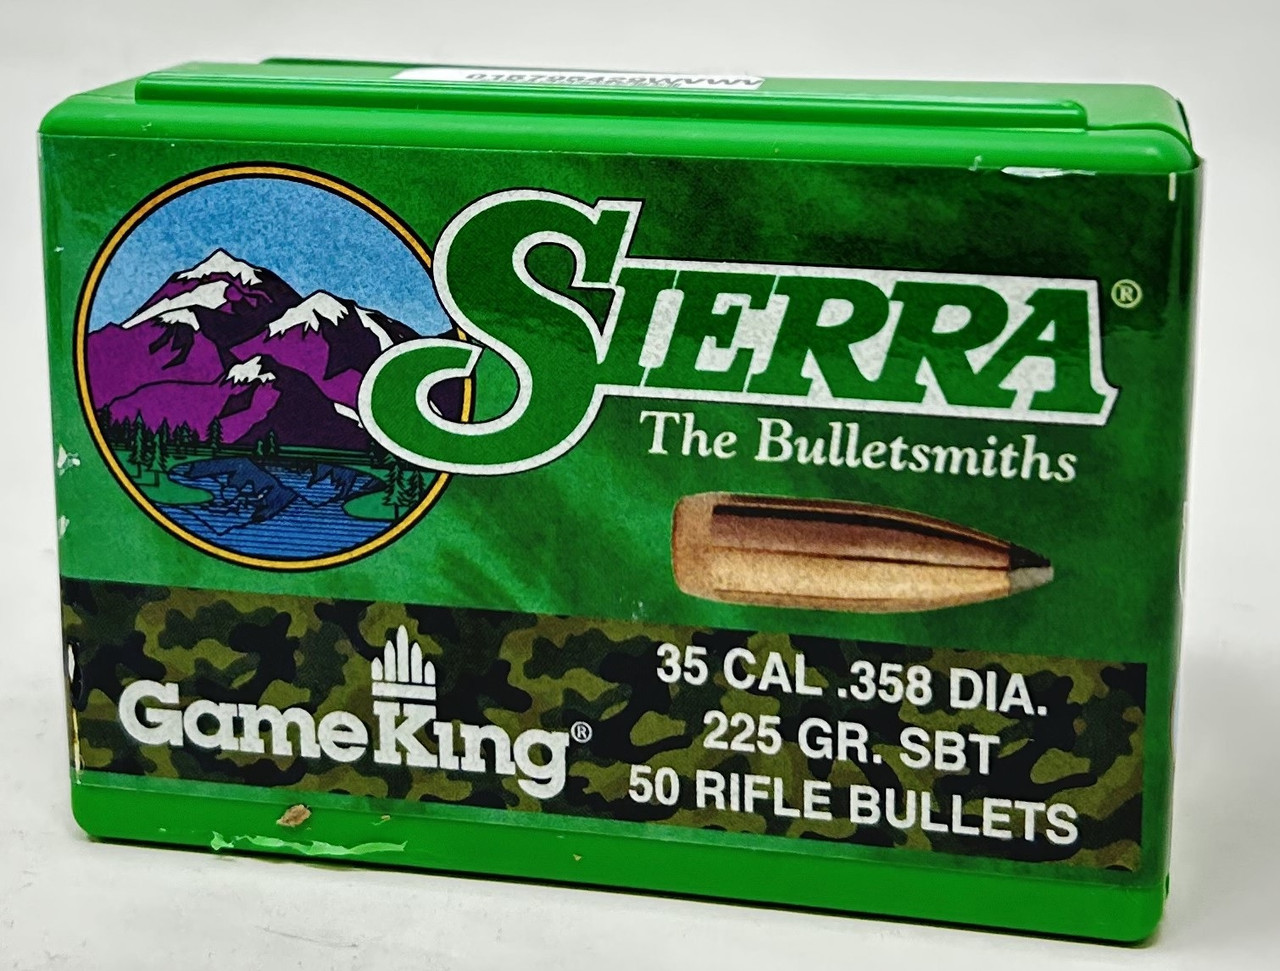 SIERRA®
The Bulletsmiths
GameKing®
35 CAL .358 DIA.
225 GR. SBT
50 RIFLE BULLETS